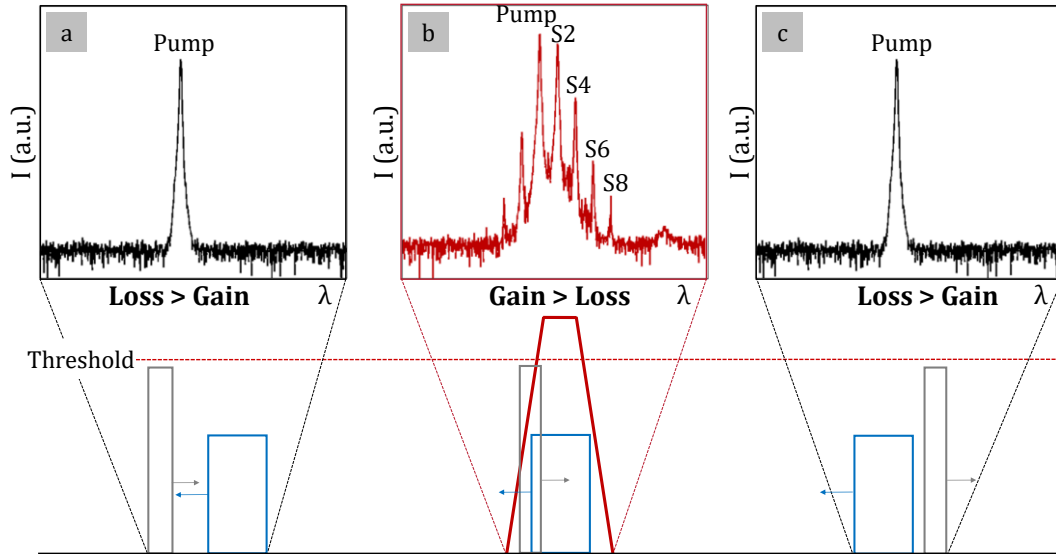 a
Pump
I (a.u.)
Loss > Gain
λ
b
Pump
S2
S4
S6
S8
I (a.u.)
Gain > Loss
λ
c
Pump
I (a.u.)
Loss > Gain
λ
Threshold